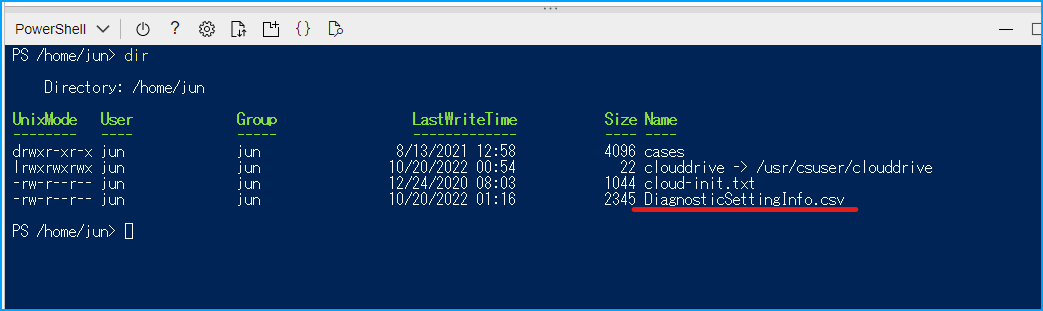 PowerShell ? {}
PS /home/jun> dir
Directory: /home/jun
UnixMode User Group LastWriteTime Size Name
-------- ---- ----- ------------- ---- ----
drwxr-xr-x jun jun 8/13/2021 12:58 4096 cases
lrwxrwxrwx jun jun 10/20/2022 00:54 22 clouddrive -> /usr/csuser/clouddrive
-rw-r--r-- jun jun 12/24/2020 08:03 1044 cloud-init.txt
-rw-r--r-- jun jun 10/20/2022 01:16 2345 DiagnosticSettingInfo.csv
PS /home/jun>